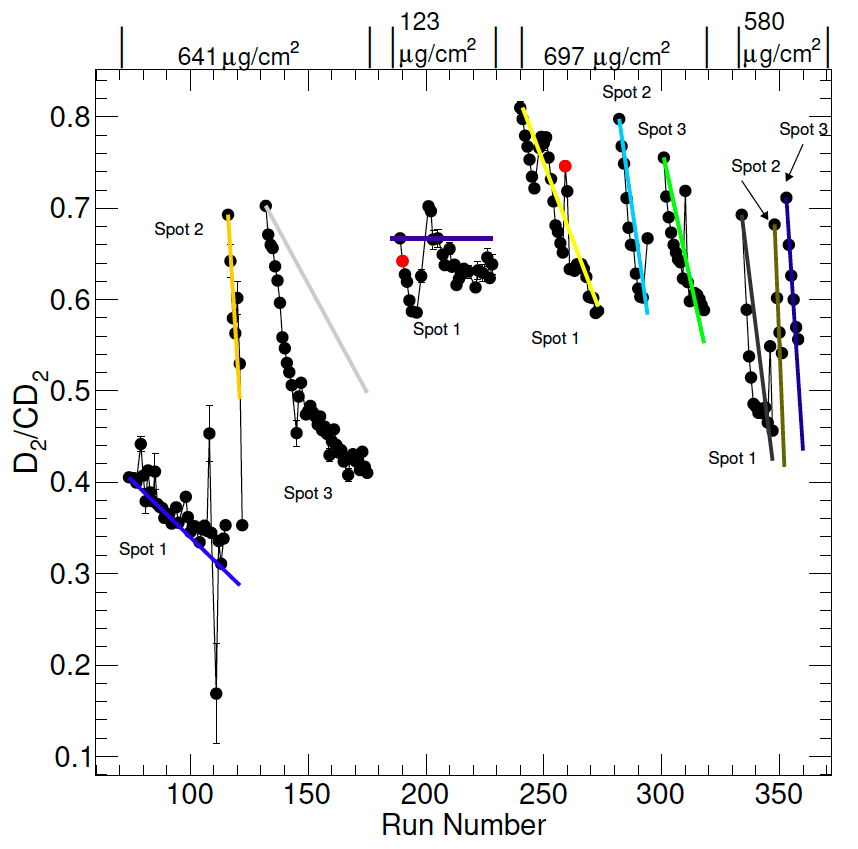 123
641 μg/cm2 μg/cm2 697 μg/cm2
580
μg/cm2
Spot 2
0.8
Spot 3
Spot 3
Spot 2
0.7
Spot 2
0.6
Spot 1
Spot 1
0.5
D2/CD2
Spot 1
Spot 3
0.4
Spot 1
0.3
0.2
0.1
100 150 200 250 300 350
Run Number